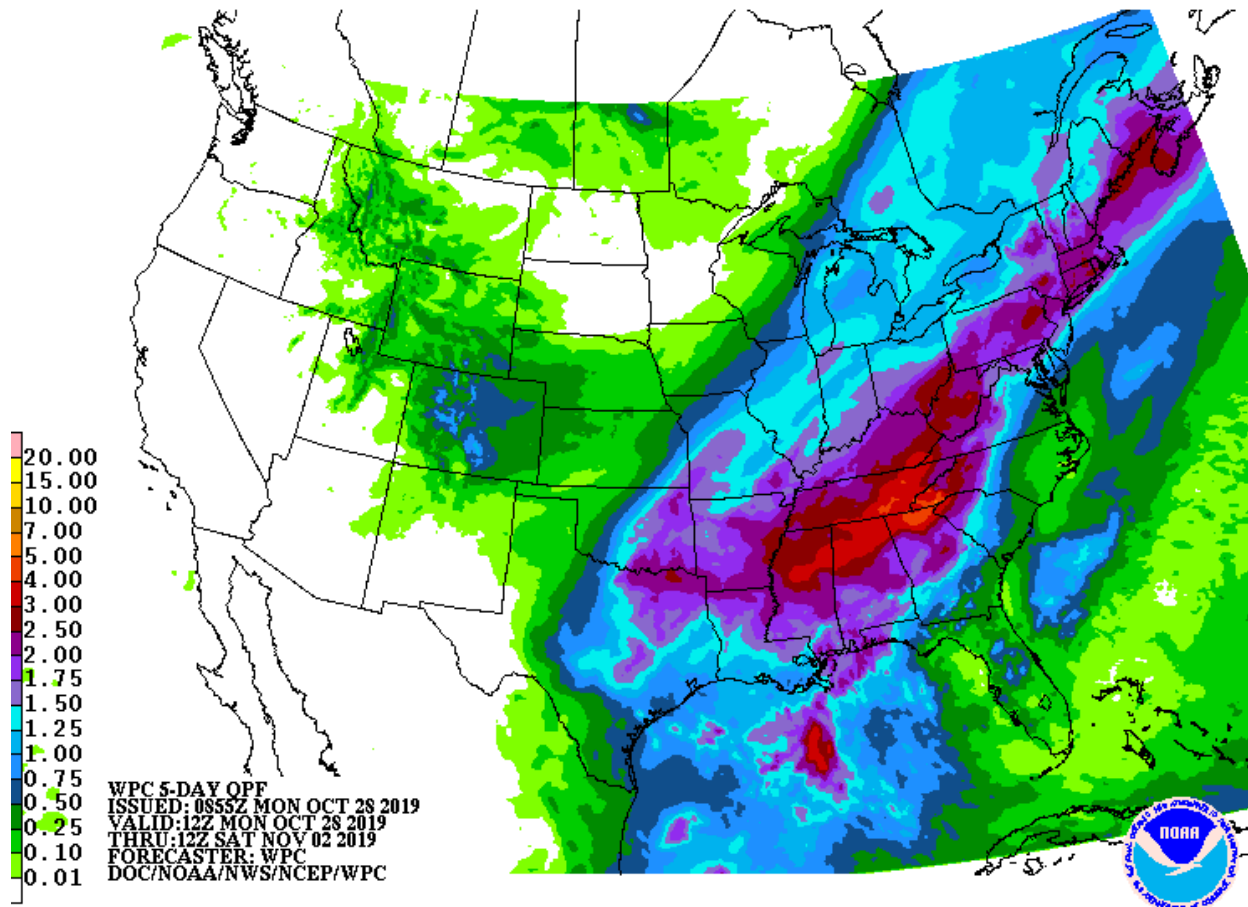 20.00
15.00
10.00
7.00
5.00
4.00
3.00
2.50
2.00
1.75
1.50
1.25
1.00
0.75
0.50
0.25
0.10
0.01
WPC 5-DAY QPF
ISSUED: 0855Z MON OCT 28 2019
VALID:12Z MON OCT 28 2019
THRU:12Z SAT NOV 02 2019
FORECASTER: WPC
DOC/NOAA/NWS/NCEP/WPC
NOAA